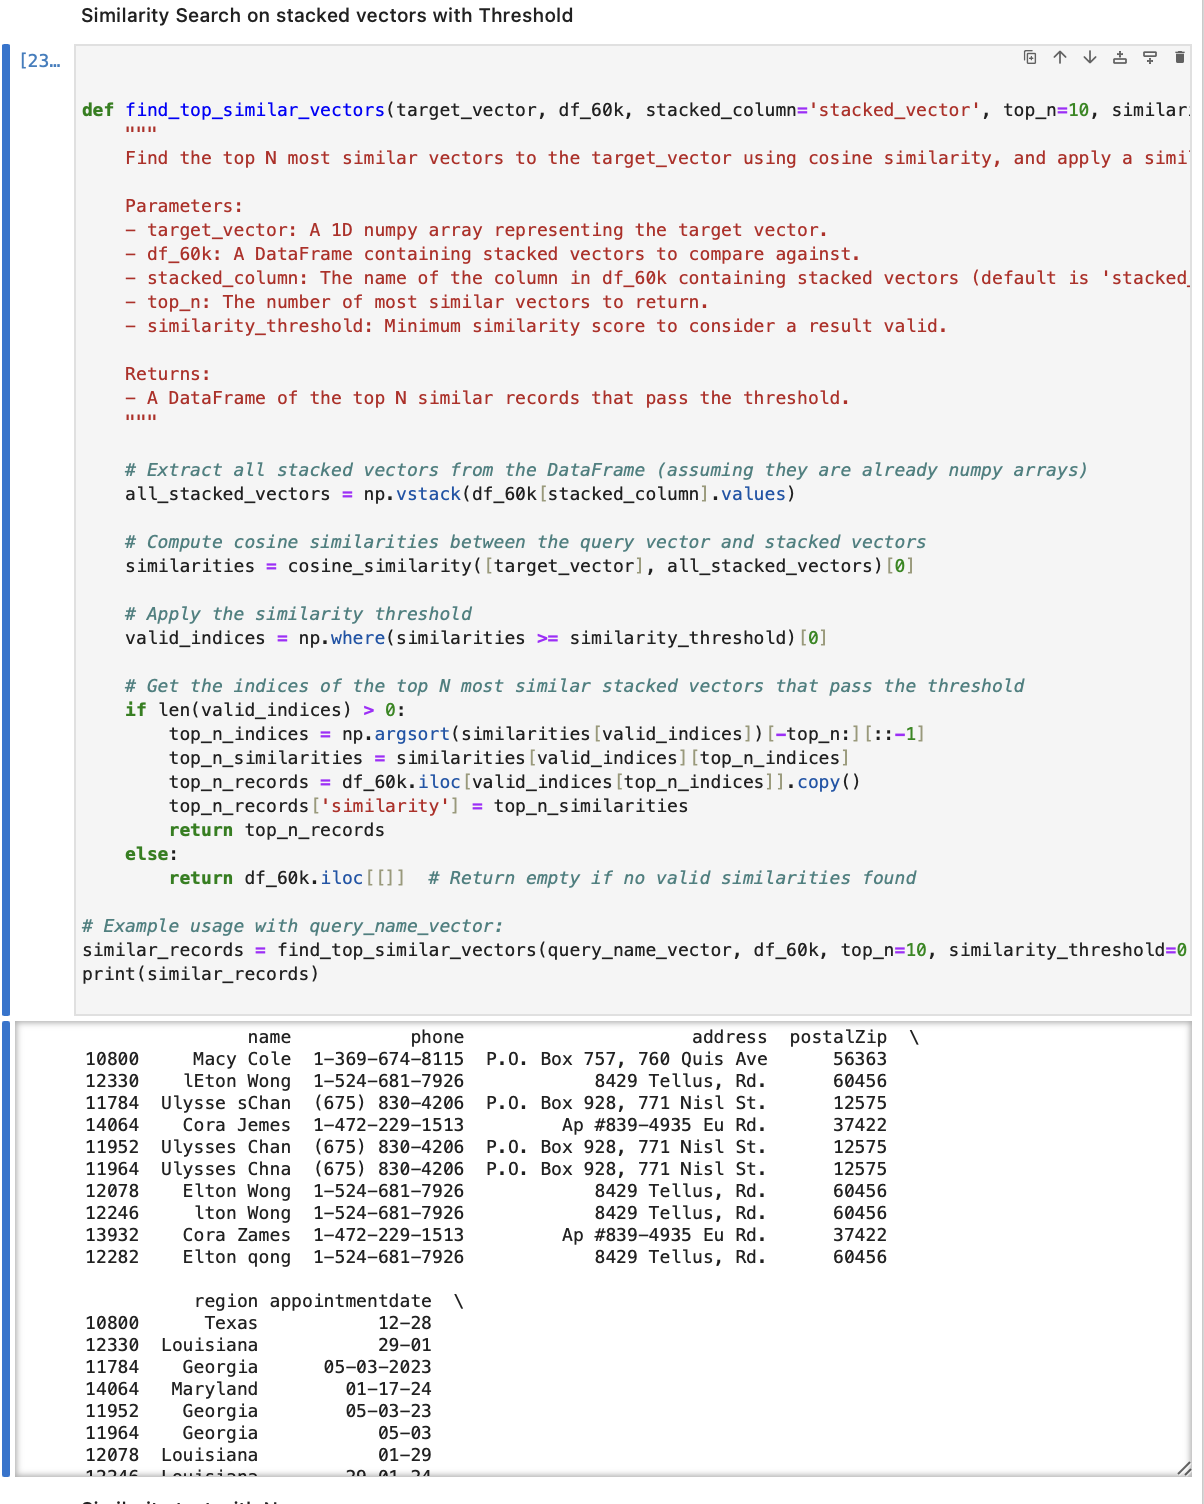 Similarity Search on stacked vectors with Threshold
[23…
def find_top_similar_vectors(target_vector, df_60k, stacked_column='stacked_vector', top_n=10, similar
"""
Find the top N most similar vectors to the target_vector using cosine similarity, and apply a simi
Parameters:
- target_vector: A 1D numpy array representing the target vector.
- df_60k: A DataFrame containing stacked vectors to compare against.
- stacked_column: The name of the column in df_60k containing stacked vectors (default is 'stacked_
- top_n: The number of most similar vectors to return.
- similarity_threshold: Minimum similarity score to consider a result valid.
Returns:
- A DataFrame of the top N similar records that pass the threshold.
"""
# Extract all stacked vectors from the DataFrame (assuming they are already numpy arrays)
all_stacked_vectors = np.vstack(df_60k[stacked_column].values)
# Compute cosine similarities between the query vector and stacked vectors
similarities = cosine_similarity([target_vector], all_stacked_vectors)[0]
# Apply the similarity threshold
valid_indices = np.where(similarities >= similarity_threshold)[0]
# Get the indices of the top N most similar stacked vectors that pass the threshold
if len(valid_indices) > 0:
top_n_indices = np.argsort(similarities[valid_indices])[-top_n:][::-1]
top_n_similarities = similarities[valid_indices][top_n_indices]
top_n_records = df_60k.iloc[valid_indices[top_n_indices]].copy()
top_n_records['similarity'] = top_n_similarities
return top_n_records
else:
return df_60k.iloc[[]]  # Return empty if no valid similarities found
# Example usage with query_name_vector:
similar_records = find_top_similar_vectors(query_name_vector, df_60k, top_n=10, similarity_threshold=0
print(similar_records)
name phone address postalZip \
10800 Macy Cole 1-369-674-8115 P.O. Box 757, 760 Quis Ave 56363
12330 lEton Wong 1-524-681-7926 8429 Tellus, Rd. 60456
11784 Ulysse sChan (675) 830-4206 P.O. Box 928, 771 Nisl St. 12575
14064 Cora Jemes 1-472-229-1513 Ap #839-4935 Eu Rd. 37422
11952 Ulysses Chan (675) 830-4206 P.O. Box 928, 771 Nisl St. 12575
11964 Ulysses Chna (675) 830-4206 P.O. Box 928, 771 Nisl St. 12575
12078 Elton Wong 1-524-681-7926 8429 Tellus, Rd. 60456
12246 lton Wong 1-524-681-7926 8429 Tellus, Rd. 60456
13932 Cora Zames 1-472-229-1513 Ap #839-4935 Eu Rd. 37422
12282 Elton qong 1-524-681-7926 8429 Tellus, Rd. 60456
region appointmentdate \
10800 Texas 12-28
12330 Louisiana 29-01
11784 Georgia 05-03-2023
14064 Maryland 01-17-24
11952 Georgia 05-03-23
11964 Georgia 05-03
12078 Louisiana 01-29
12246 Louisiana 29-01-24